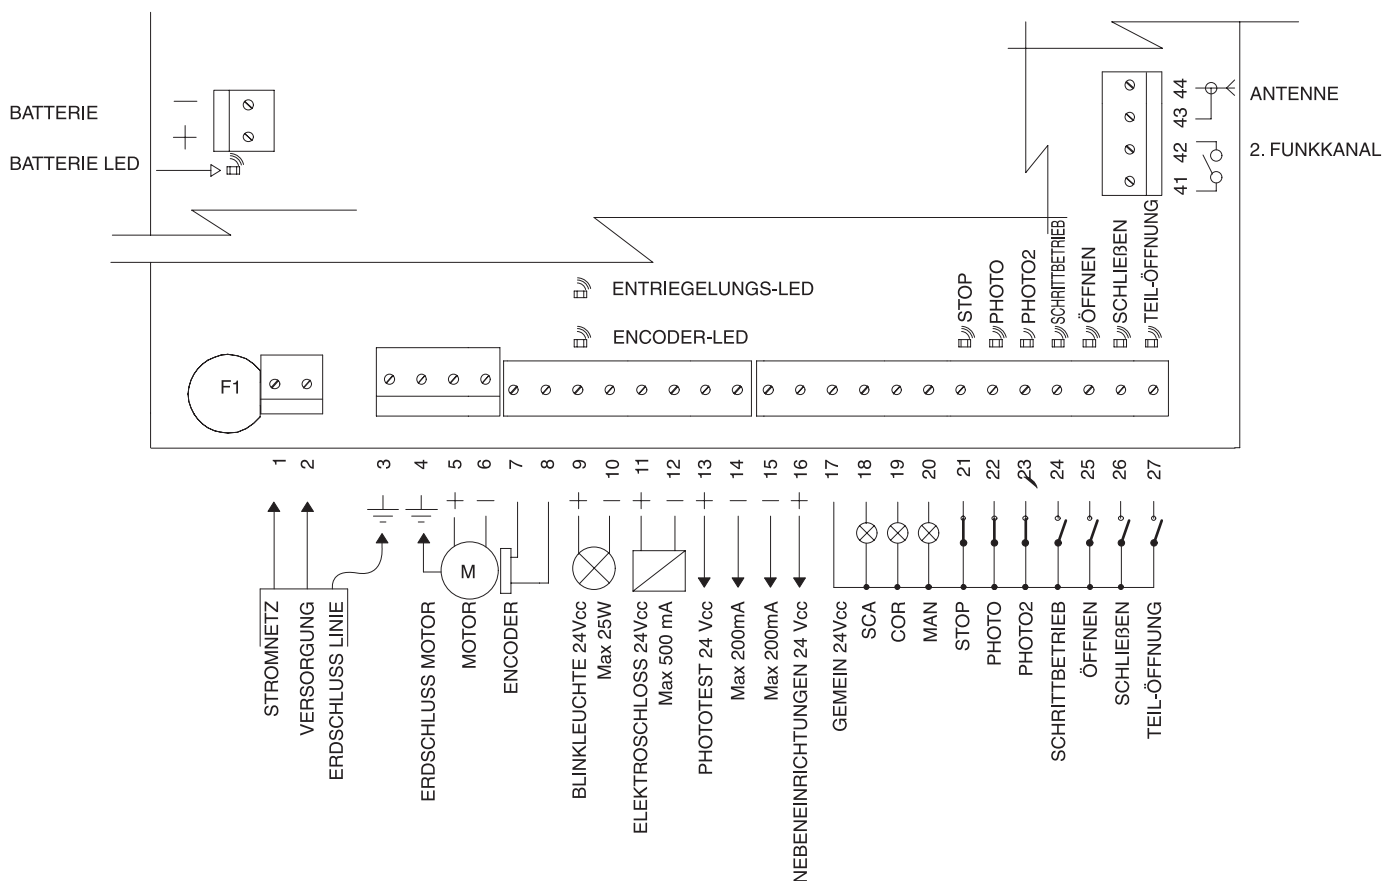 BATTERIE
−
+
BATTERIE LED
44
43
42
41
ANTENNE
2. FUNKKANAL
ENTRIEGELUNGS-LED
ENCODER-LED
STOP
PHOTO
PHOTO2
SCHRITTBETRIEB
ÖFFNEN
SCHLIEßEN
TEIL-ÖFFNUNG
F1
1 2 3 4 5 6 7 8 9 10 11 12 13 14 15 16 17 18 19 20 21 22 23 24 25 26 27
+ − + − + − + − − +
M
STROMNETZ
VERSORGUNG
ERDSCHLUSS LINIE
ERDSCHLUSS MOTOR
MOTOR
ENCODER
BLINKLEUCHTE 24Vcc
Max 25W
ELEKTROSCHLOSS 24Vcc
Max 500 mA
PHOTOTEST 24 Vcc
Max 200mA
Max 200mA
NEBENEINRICHTUNGEN 24 Vcc
GEMEIN 24Vcc
SCA
COR
MAN
STOP
PHOTO
PHOTO2
SCHRITTBETRIEB
ÖFFNEN
SCHLIEßEN
TEIL-ÖFFNUNG